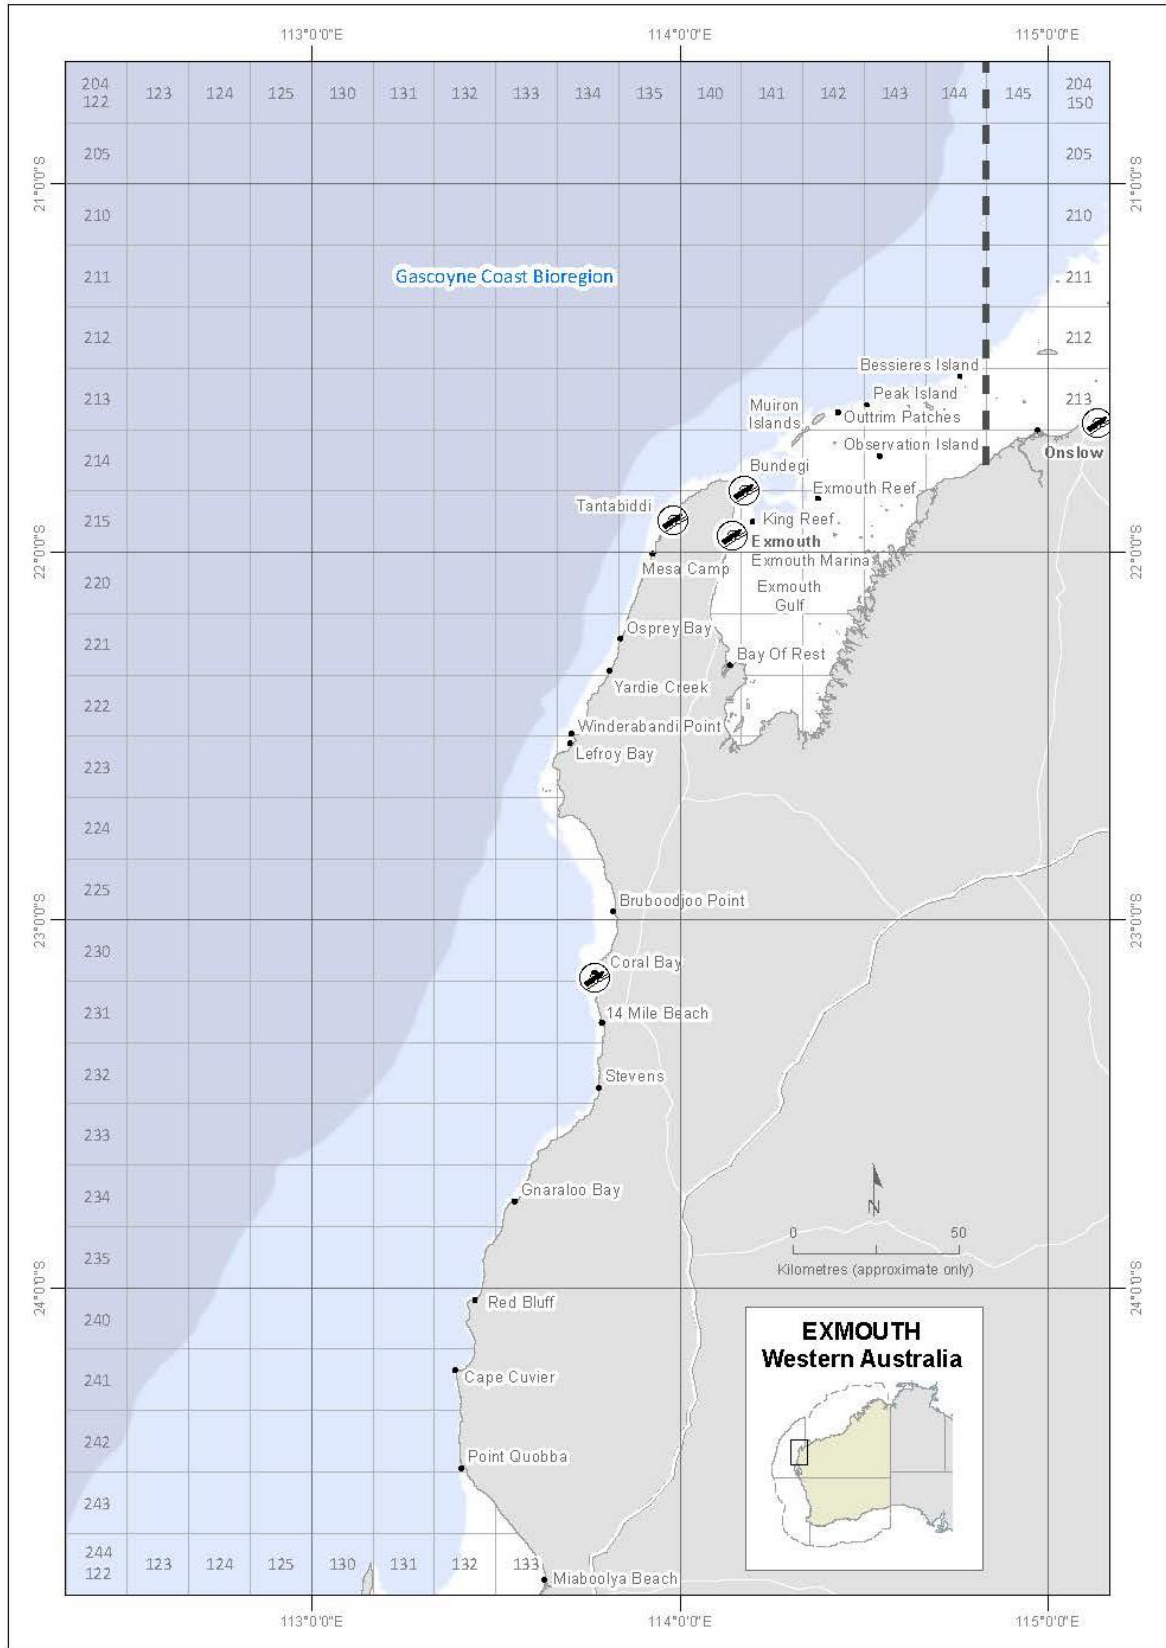 113°0'0"E 114°0'0"E 115°0'0"E
204 204
122 123 124 125 130 131 132 133 134 135 140 141 142 143 144 145 150
205 205
21°0'0"S 21°0'0"S
210 210
211 Gascoyne Coast Bioregion 211
212 212
Bessieres Island
213 Peak Island 213
Muiron
Islands
Outtrim Patches
Observation Island
Onslow
214 Bundegi
Exmouth Reef
Tantabiddi
215 King Reef
Exmouth
22°0'0"S 22°0'0"S
Exmouth Marina
Mesa Camp
220 Exmouth
Gulf
Osprey Bay
221 Bay Of Rest
Yardie Creek
222
Winderabandi Point
Lefroy Bay
223
224
225
Bruboodjoo Point
23°0'0"S 23°0'0"S
230
Coral Bay
231 14 Mile Beach
232 Stevens
233
234 Gnaraloo Bay
N
0 50
Kilometres (approximate only)
235
24°0'0"S
Red Bluff
240
EXMOUTH
Western Australia
241 Cape Cuvier
242 Point Quobba
243
244
122 123 124 125 130 131 132 133
Miaboolya Beach
113°0'0"E 114°0'0"E 115°0'0"E
24°0'0"S